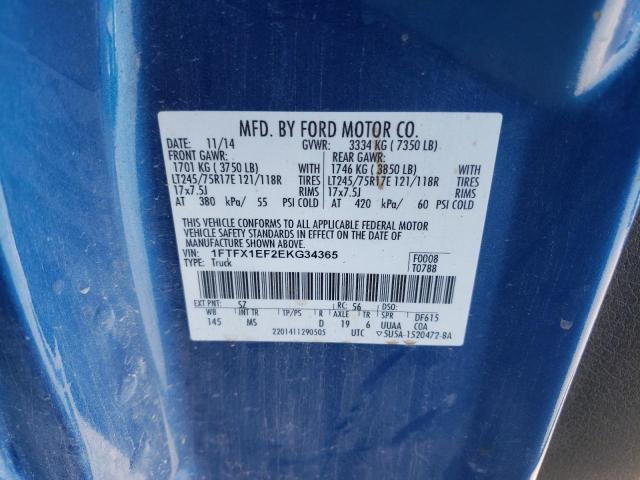 MFD. BY FORD MOTOR CO.
DATE: 11/14 GVWR: 3334 KG ( 7350 LB)
FRONT GAWR: REAR GAWR:
1701 KG ( 3750 LB) WITH 1746 KG ( 3850 LB) WITH
LT245/75R17E 121/118R TIRES LT245/75R17E 121/118R TIRES
17x7.5J RIMS 17x7.5J RIMS
AT 380 kPa/ 55 PSI COLD AT 420 kPa/ 60 PSI COLD
THIS VEHICLE CONFORMS TO ALL APPLICABLE FEDERAL MOTOR
VEHICLE SAFETY STANDARDS IN EFFECT ON THE DATE OF
MANUFACTURE SHOWN ABOVE.
VIN: 1FTFX1EF2EKG34365 F0008
TYPE: Truck T0788
EXT PNT: SZ RC: 56 DSO:
WB INT TR TP/PS R AXLE TR SPR DF615
145 MS D 19 6 UUAA COA
2201411290505 UTC ▽5U5A-1520472-BA